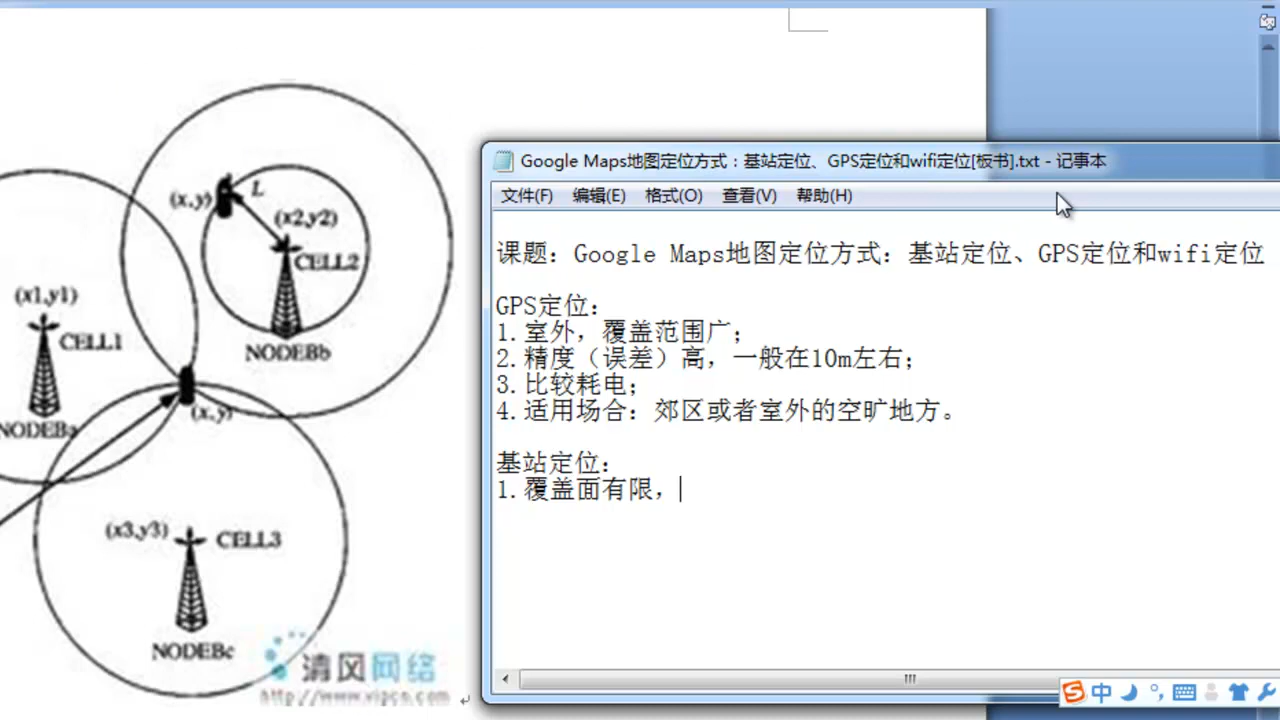 (x,y)
L
(x2,y2)
CELL2
NODEBb
(x1,y1)
CELL1
NODEBa
(x,y)
(x3,y3)
CELL3
NODEBc
清风网络
http://www.vipcn.com
Google Maps地图定位方式：基站定位、GPS定位和wifi定位[板书].txt - 记事本
文件(F) 编辑(E) 格式(O) 查看(V) 帮助(H)
课题：Google Maps地图定位方式：基站定位、GPS定位和wifi定位
GPS定位：
1.室外，覆盖范围广；
2.精度（误差）高，一般在10m左右；
3.比较耗电；
4.适用场合：郊区或者室外的空旷地方。
基站定位：
1.覆盖面有限，
中